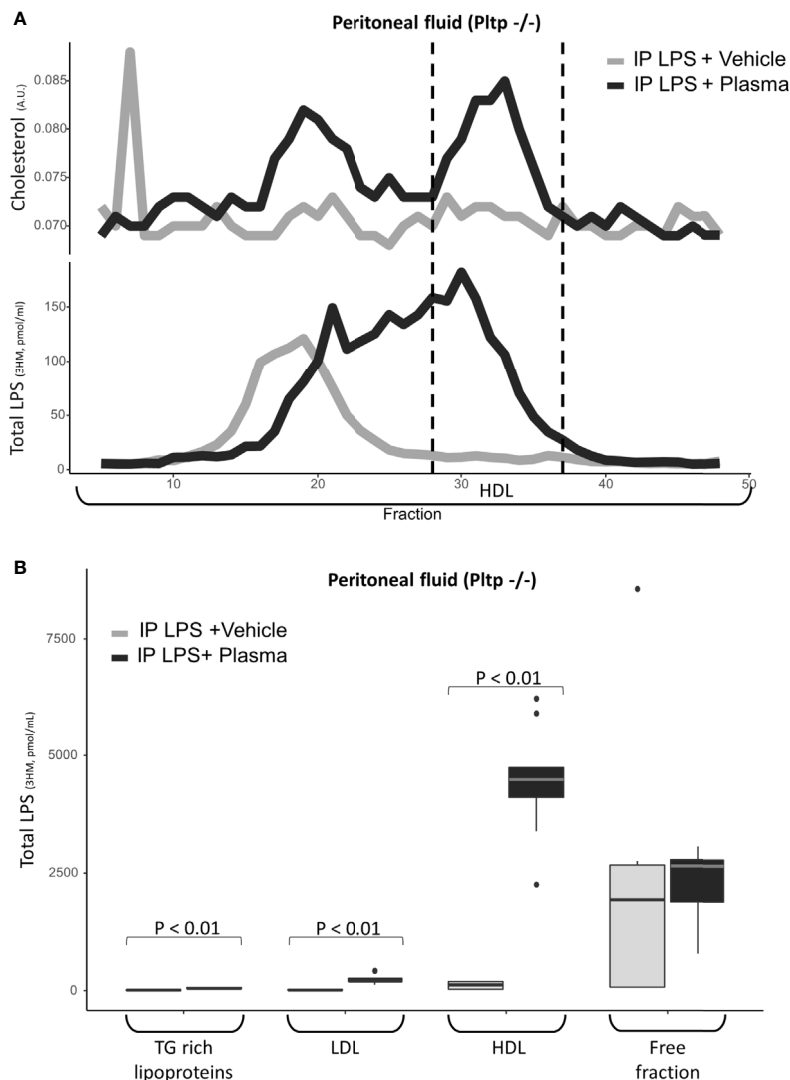 A
Peritoneal fluid (Pltp -/-)
IP LPS + Vehicle
IP LPS + Plasma
Cholesterol (A.U.)
0.085
0.080
0.075
0.070
Total LPS (3HM, pmol/ml)
150
100
50
0
10 20 30 40 50
HDL
Fraction
B
Peritoneal fluid (Pltp -/-)
IP LPS +Vehicle
IP LPS+ Plasma
Total LPS (3HM, pmol/mL)
7500
5000
2500
0
P < 0.01
P < 0.01
P < 0.01
TG rich
lipoproteins
LDL
HDL
Free
fraction